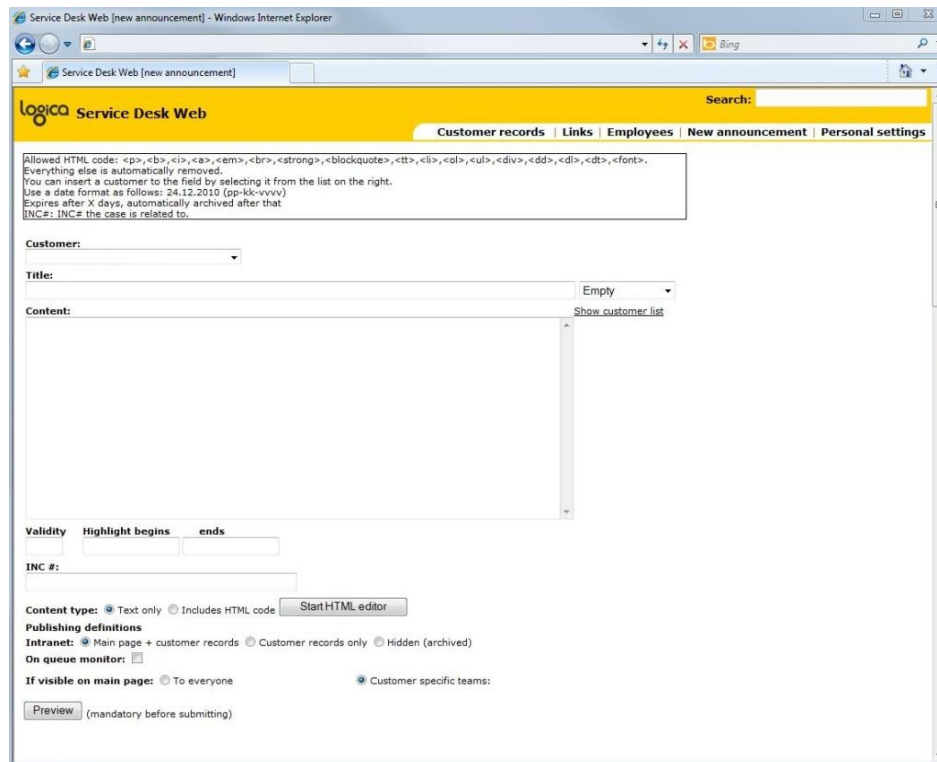 Service Desk Web [new announcement] - Windows Internet Explorer
Bing
Service Desk Web [new announcement]
logica Service Desk Web
Search:
Customer records | Links | Employees | New announcement | Personal settings
Allowed HTML code: <p>,<b>,<i>,<a>,<em>,<br>,<strong>,<blockquote>,<tt>,<li>,<ol>,<ul>,<div>,<dd>,<dl>,<dt>,<font>.
Everything else is automatically removed.
You can insert a customer to the field by selecting it from the list on the right.
Use a date format as follows: 24.12.2010 (pp-kk-vvvv)
Expires after X days, automatically archived after that
INC#: INC# the case is related to.
Customer:
Title:
Empty
Content:
Show customer list
Validity Highlight begins ends
INC #:
Content type: Text only Includes HTML code Start HTML editor
Publishing definitions
Intranet: Main page + customer records Customer records only Hidden (archived)
On queue monitor:
If visible on main page: To everyone Customer specific teams:
Preview (mandatory before submitting)